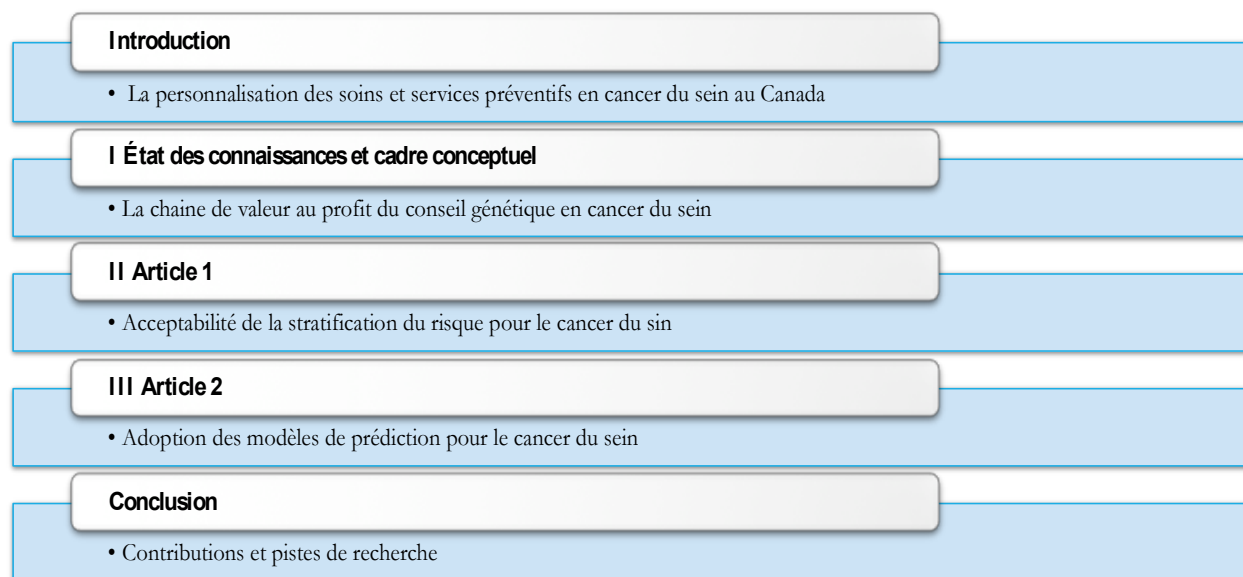 Introduction
• La personnalisation des soins et services préventifs en cancer du sein au Canada
I État des connaissances et cadre conceptuel
• La chaine de valeur au profit du conseil génétique en cancer du sein
II Article 1
• Acceptabilité de la stratification du risque pour le cancer du sin
III Article 2
• Adoption des modèles de prédiction pour le cancer du sein
Conclusion
• Contributions et pistes de recherche